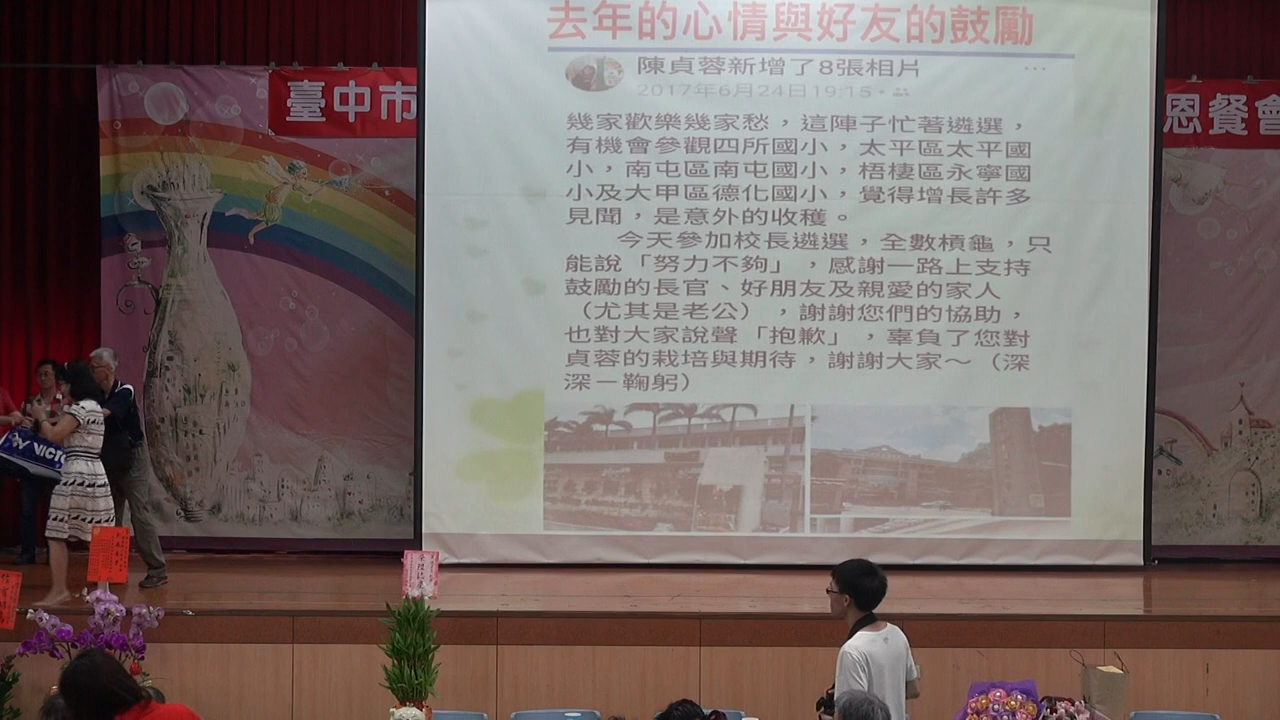 去年的心情與好友的鼓勵
臺中市
恩餐會
陳貞蓉新增了8張相片
2017年6月24日19:15
幾家歡樂幾家愁，這陣子忙著遴選，
有機會參觀四所國小，太平區太平國
小，南屯區南屯國小，梧棲區永寧國
小及大甲區德化國小，覺得增長許多
見聞，是意外的收穫。
今天參加校長遴選，全數槓龜，只
能說「努力不夠」，感謝一路上支持
鼓勵的長官、好朋友及親愛的家人
（尤其是老公），謝謝您們的協助，
也對大家說聲「抱歉」，辜負了您對
貞蓉的栽培與期待，謝謝大家～（深
深一鞠躬）
VICTO